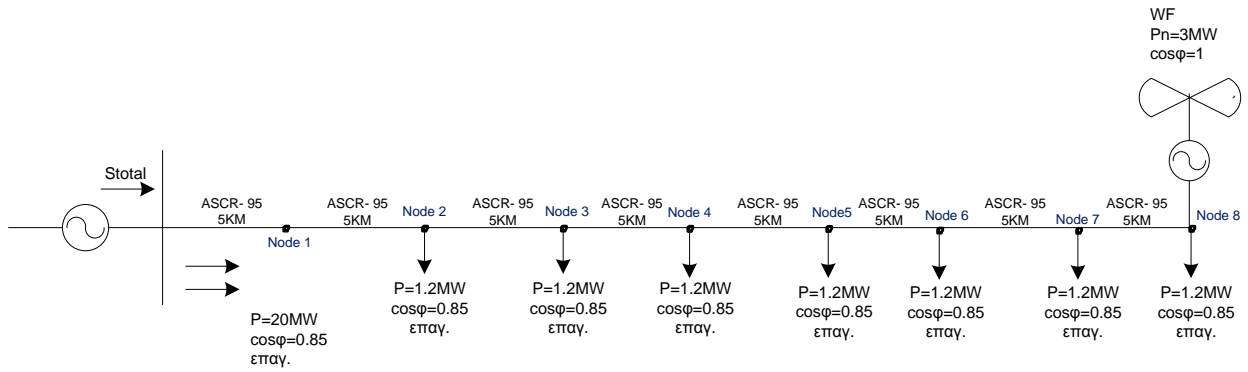 WF
Pn=3MW
cosφ=1
Stotal
ASCR- 95
5KM
ASCR- 95
5KM
ASCR- 95
5KM
ASCR- 95
5KM
ASCR- 95
5KM
ASCR- 95
5KM
ASCR- 95
5KM
ASCR- 95
5KM
Node 1
Node 2
Node 3
Node 4
Node5
Node 6
Node 7
Node 8
P=20MW
cosφ=0.85
επαγ.
P=1.2MW
cosφ=0.85
επαγ.
P=1.2MW
cosφ=0.85
επαγ.
P=1.2MW
cosφ=0.85
επαγ.
P=1.2MW
cosφ=0.85
επαγ.
P=1.2MW
cosφ=0.85
επαγ.
P=1.2MW
cosφ=0.85
επαγ.
P=1.2MW
cosφ=0.85
επαγ.